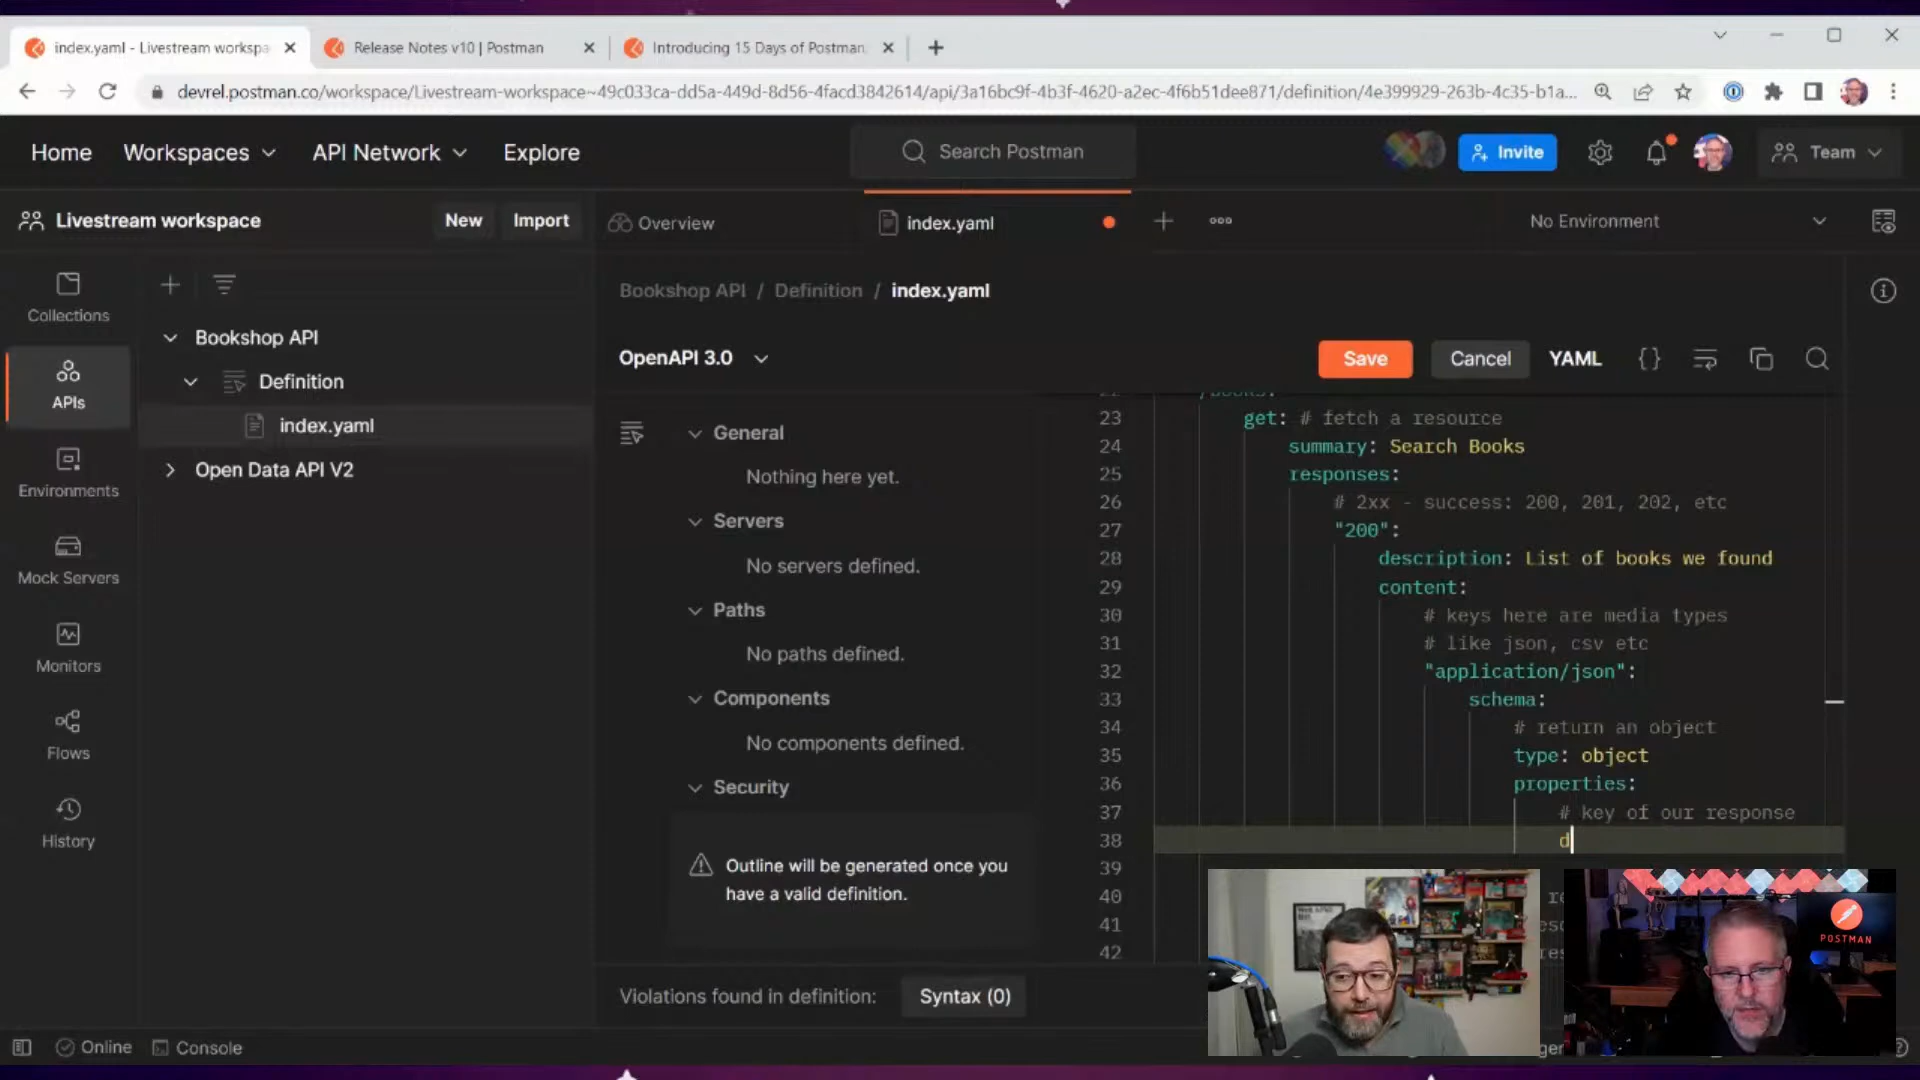 index.yaml - Livestream workspa
Release Notes v10 | Postman
Introducing 15 Days of Postman
devrel.postman.co/workspace/Livestream-workspace~49c033ca-dd5a-449d-8d56-4facd3842614/api/3a16bc9f-4b3f-4620-a2ec-4f6b51dee871/definition/4e399929-263b-4c35-b1a...
Home
Workspaces
API Network
Explore
Search Postman
Invite
Team
Livestream workspace
New
Import
Overview
index.yaml
No Environment
Collections
APIs
Environments
Mock Servers
Monitors
Flows
History
Bookshop API
Definition
index.yaml
Open Data API V2
Bookshop API / Definition / index.yaml
OpenAPI 3.0
Save
Cancel
YAML
General
Nothing here yet.
Servers
No servers defined.
Paths
No paths defined.
Components
No components defined.
Security
Outline will be generated once you
have a valid definition.
23 get: # fetch a resource
24 summary: Search Books
25 responses:
26 # 2xx - success: 200, 201, 202, etc
27 "200":
28 description: List of books we found
29 content:
30 # keys here are media types
31 # like json, csv etc
32 "application/json":
33 schema:
34 # return an object
35 type: object
36 properties:
37 # key of our response
38 d
39
40
41
42
Violations found in definition:
Syntax (0)
Online
Console
POSTMAN